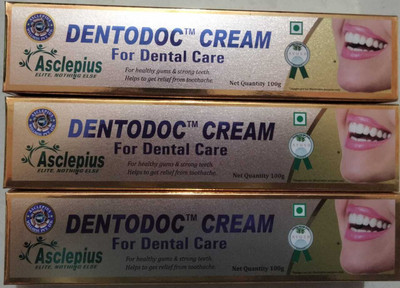 DENTODOC™ CREAM
For Dental Care
Asclepius
ELITE, NOTHING ELSE
For healthy gums & strong teeth
Helps to get relief from toothache.
Net Quantity 100g
DENTODOC™ CREAM
For Dental Care
Asclepius
ELITE, NOTHING ELSE
For healthy gums & strong teeth
Helps to get relief from toothache.
Net Quantity 100g
DENTODOC™ CREAM
For Dental Care
Asclepius
ELITE, NOTHING ELSE
For healthy gums & strong teeth
Helps to get relief from toothache.
Net Quantity 100g